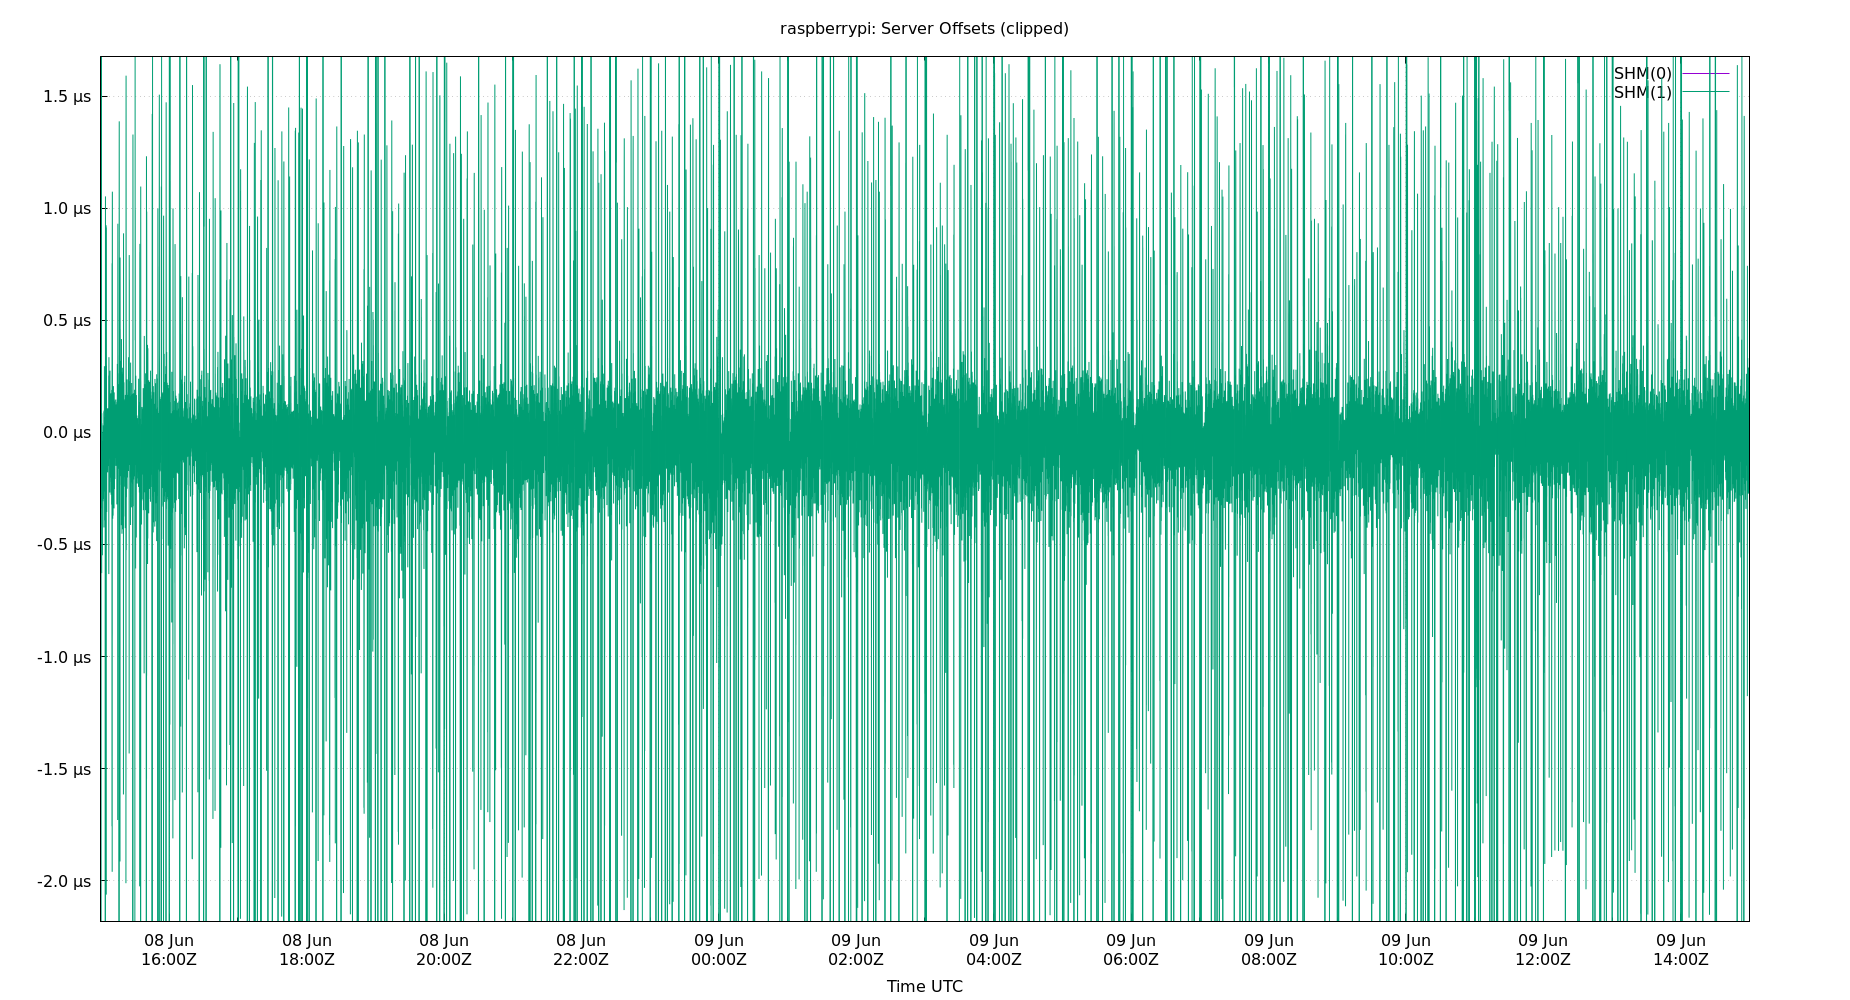 raspberrypi: Server Offsets (clipped)
SHM(0)
SHM(1)
1.5 µs
1.0 µs
0.5 µs
0.0 µs
-0.5 µs
-1.0 µs
-1.5 µs
-2.0 µs
08 Jun 08 Jun 08 Jun 08 Jun 09 Jun 09 Jun 09 Jun 09 Jun 09 Jun 09 Jun 09 Jun 09 Jun
16:00Z 18:00Z 20:00Z 22:00Z 00:00Z 02:00Z 04:00Z 06:00Z 08:00Z 10:00Z 12:00Z 14:00Z
Time UTC